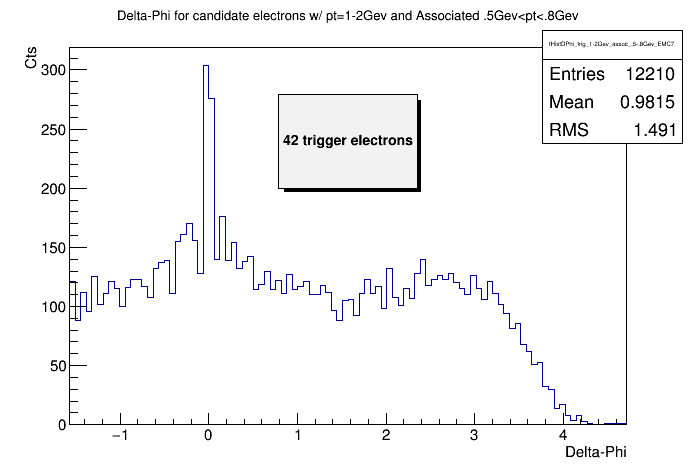 Delta-Phi for candidate electrons w/ pt=1-2Gev and Associated .5Gev<pt<.8Gev
fHistDPhi_trig_1-2Gev_assoc_.5-.8Gev_EMC7
Entries 12210
Mean 0.9815
RMS 1.491
42 trigger electrons
Cts
300
250
200
150
100
50
0
−1 0 1 2 3 4
Delta-Phi